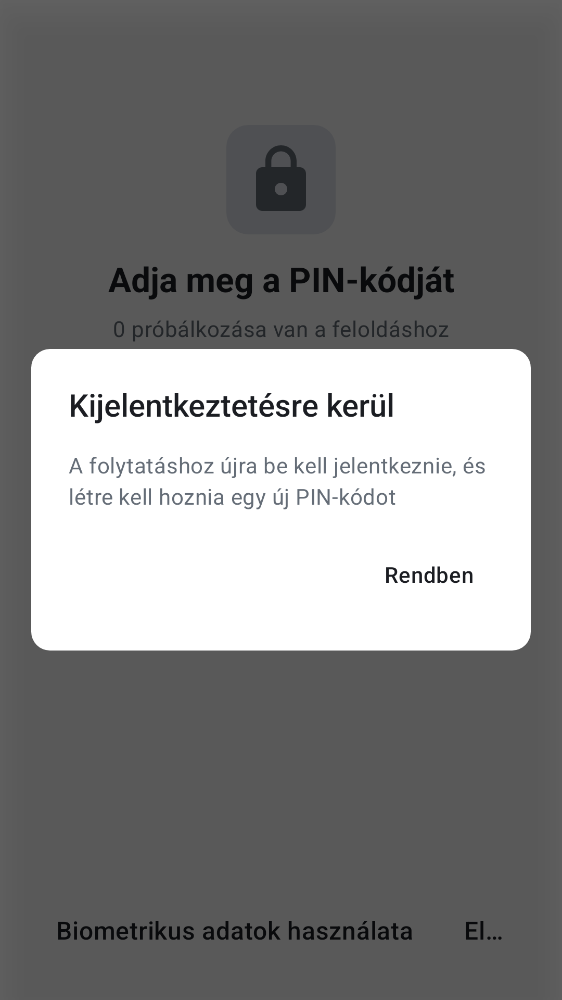 Adja meg a PIN-kódját
0 próbálkozása van a feloldáshoz
Kijelentkeztetésre kerül
A folytatáshoz újra be kell jelentkeznie, és
létre kell hoznia egy új PIN-kódot
Rendben
Biometrikus adatok használata El…